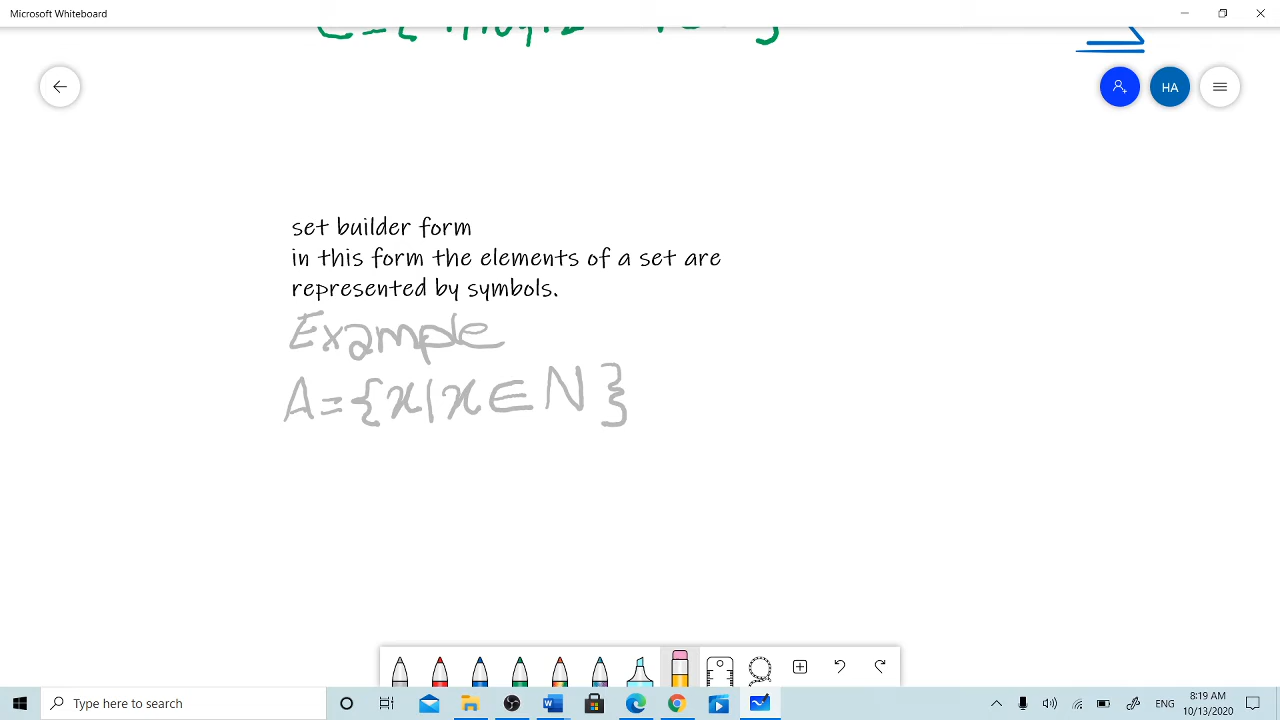 Microsoft Whiteboard
HA
set builder form
in this form the elements of a set are
represented by symbols.
Example
A={x|x∈N}
Type here to search
ENG
8:19 AM
10/13/2020